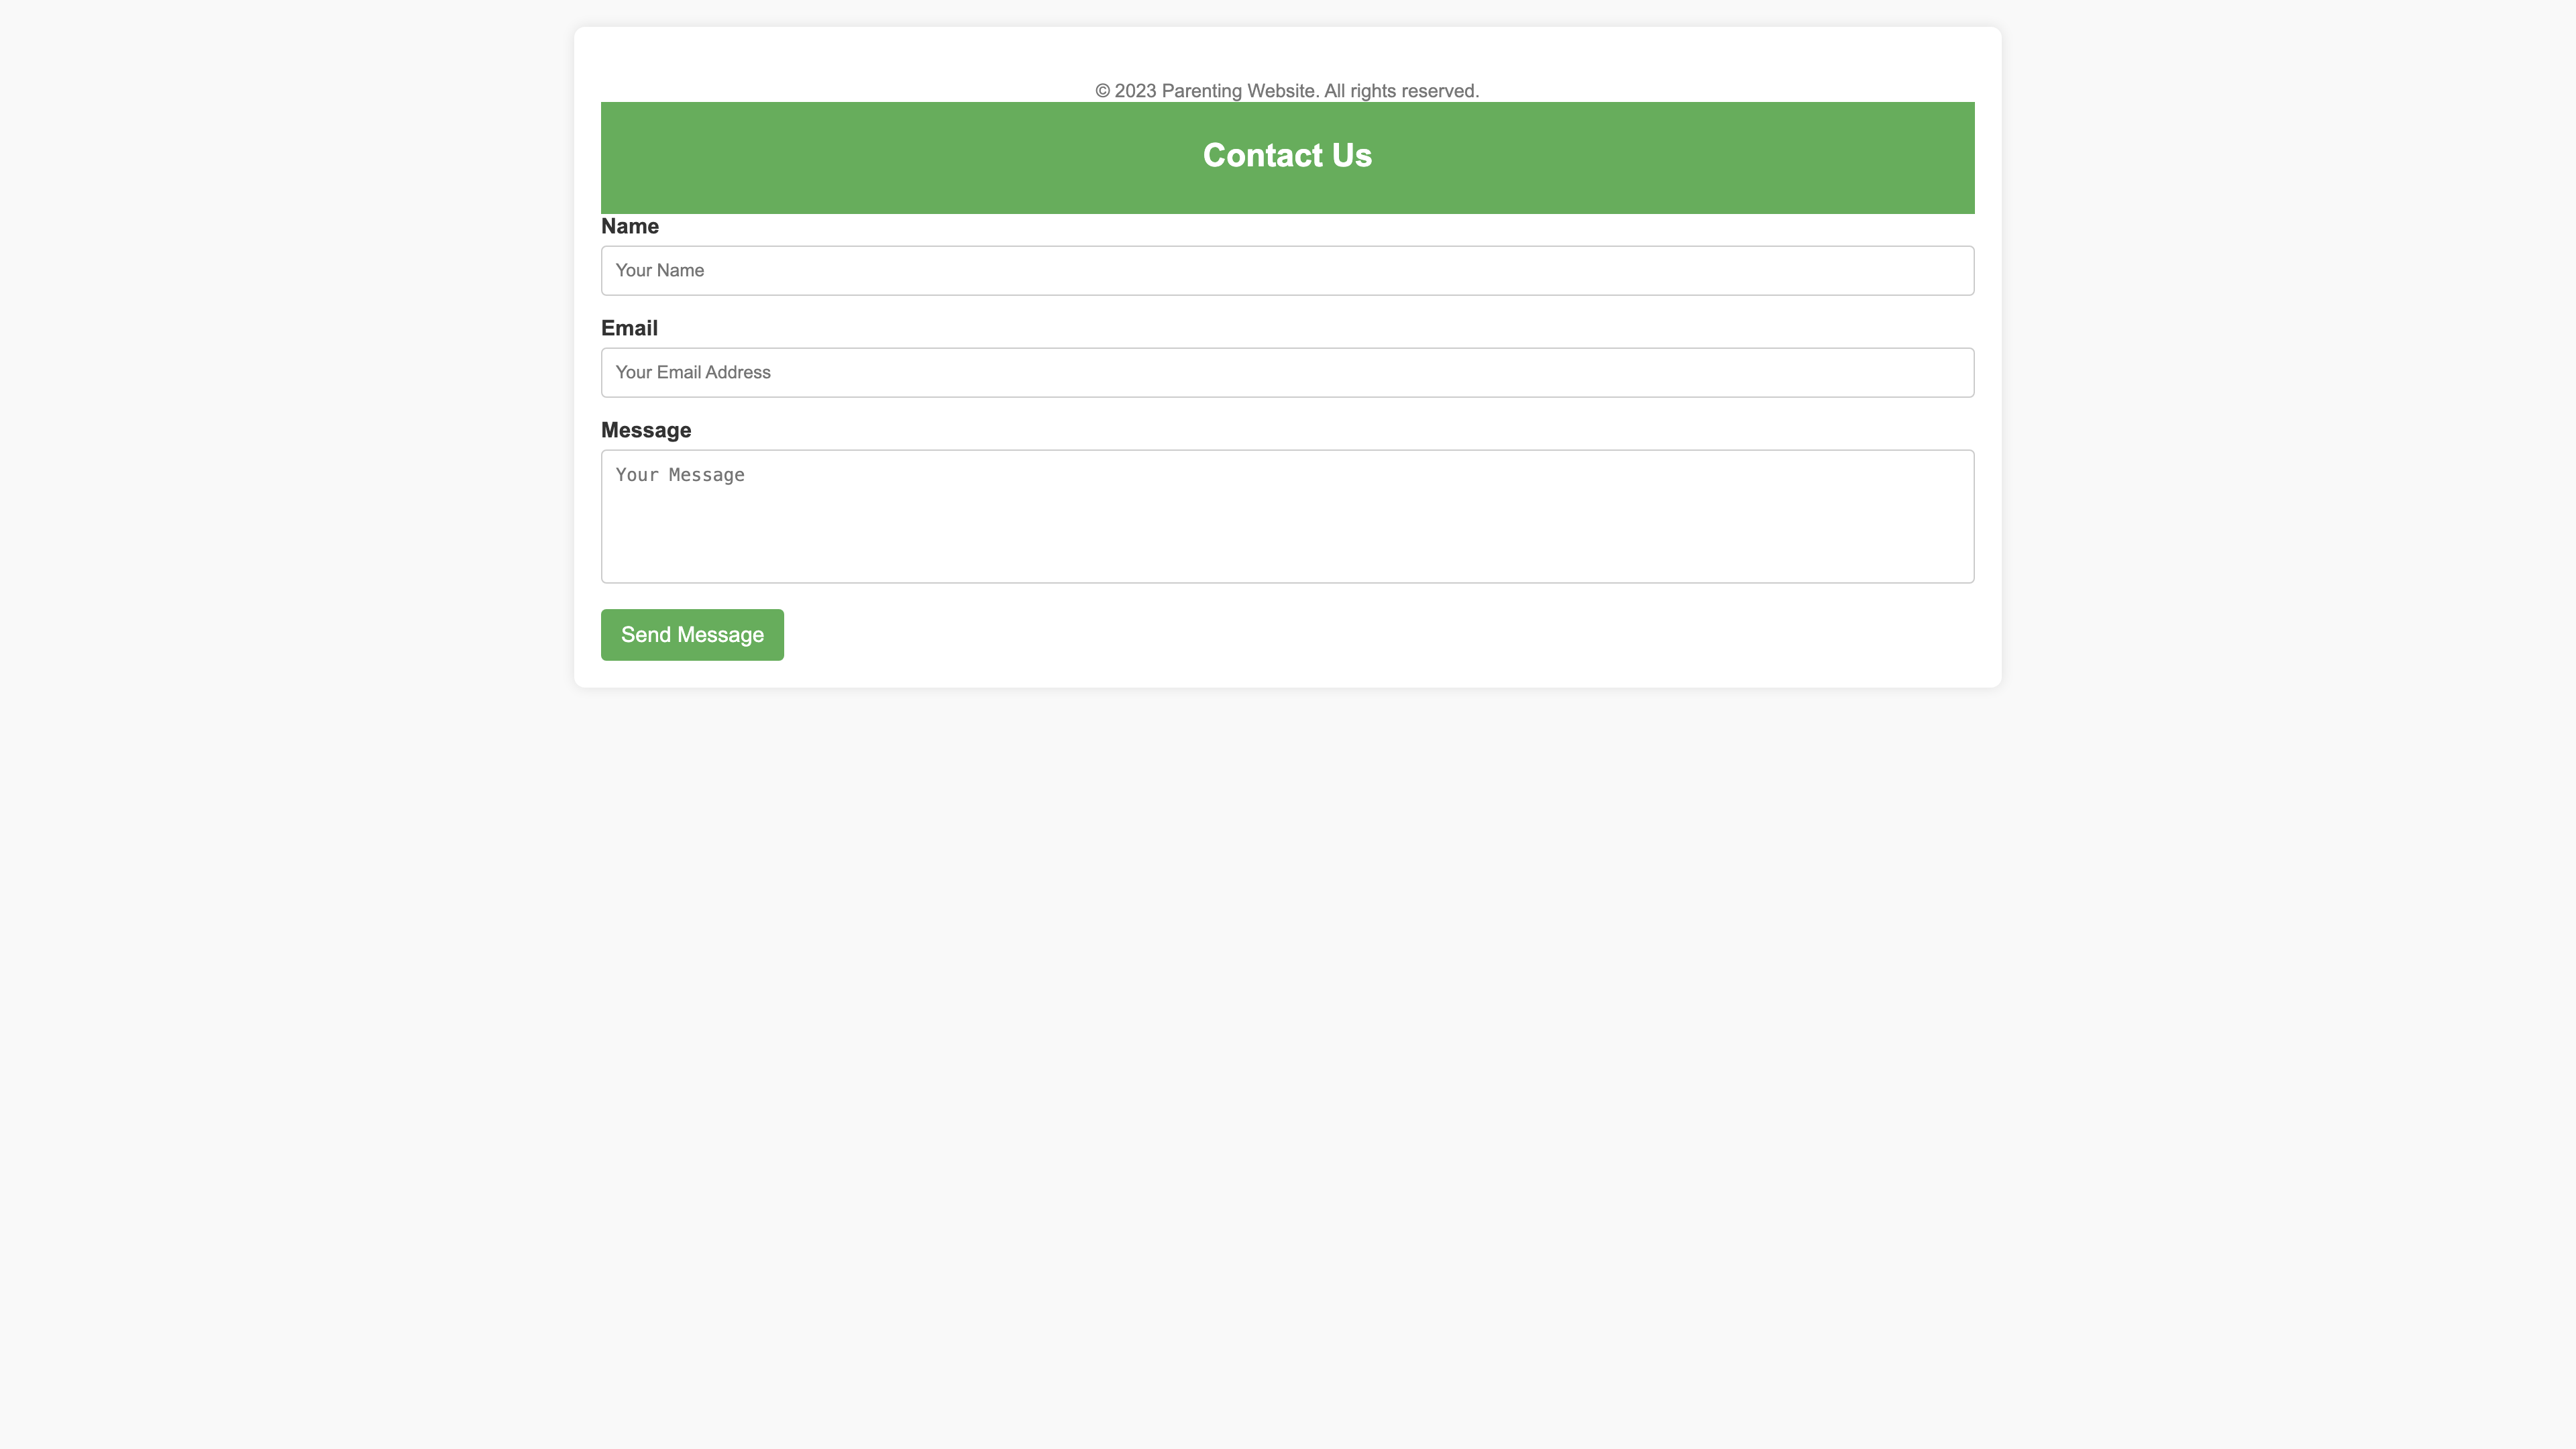 © 2023 Parenting Website. All rights reserved.
Contact Us
Name
Your Name
Email
Your Email Address
Message
Your Message
Send Message